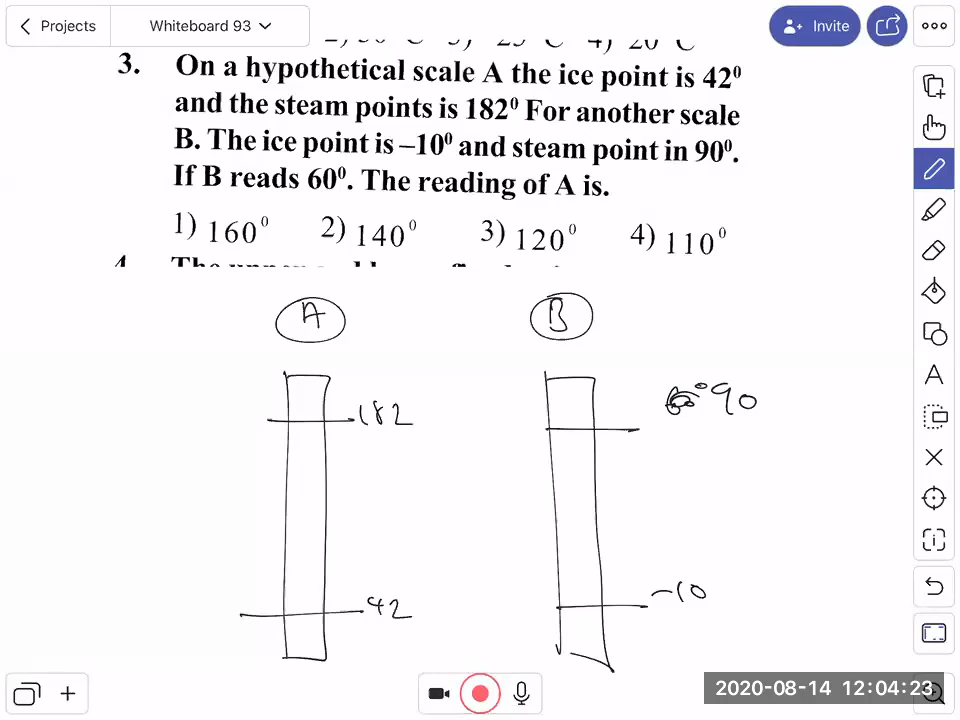 Projects
Whiteboard 93
Invite
3. On a hypothetical scale A the ice point is 42⁰
and the steam points is 182⁰ For another scale
B. The ice point is –10⁰ and steam point in 90⁰.
If B reads 60⁰. The reading of A is.
1) 160⁰ 2) 140⁰ 3) 120⁰ 4) 110⁰
A B
182 90
42 -10
2020-08-14 12:04:23